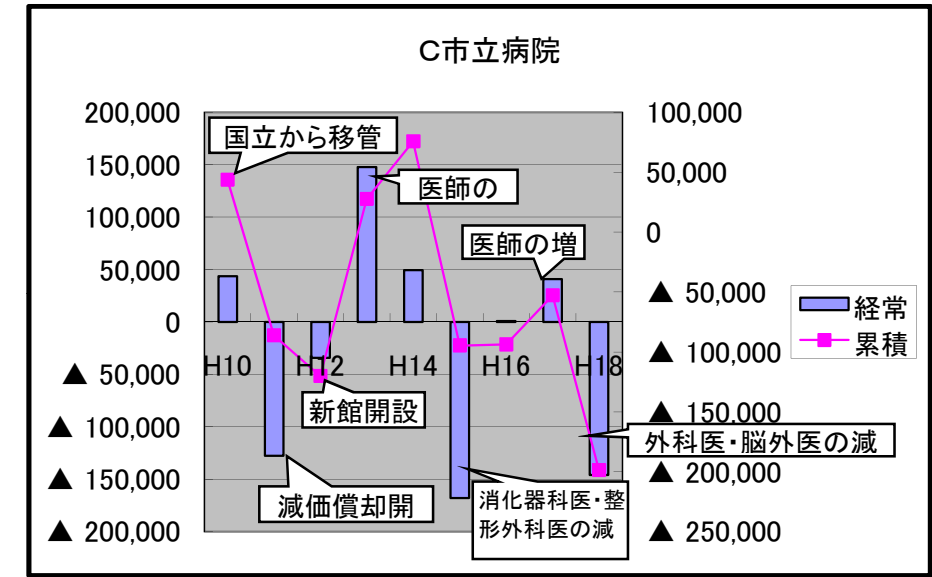 C市立病院
200,000
150,000
100,000
50,000
0
▲ 50,000
▲ 100,000
▲ 150,000
▲ 200,000
100,000
50,000
0
▲ 50,000
▲ 100,000
▲ 150,000
▲ 200,000
▲ 250,000
国立から移管
医師の
医師の増
H10
H12
H14
H16
H18
新館開設
減価償却開
消化器科医・整
形外科医の減
外科医・脳外医の減
経常
累積